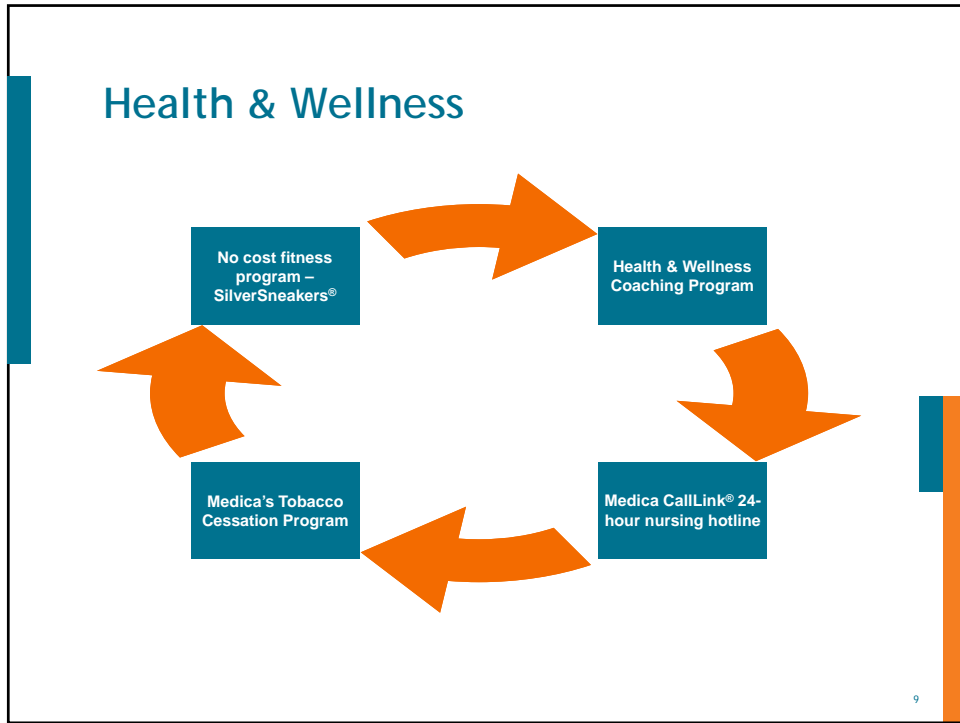 Health & Wellness
No cost fitness
program –
SilverSneakers®
Health & Wellness
Coaching Program
Medica’s Tobacco
Cessation Program
Medica CallLink® 24-
hour nursing hotline
9